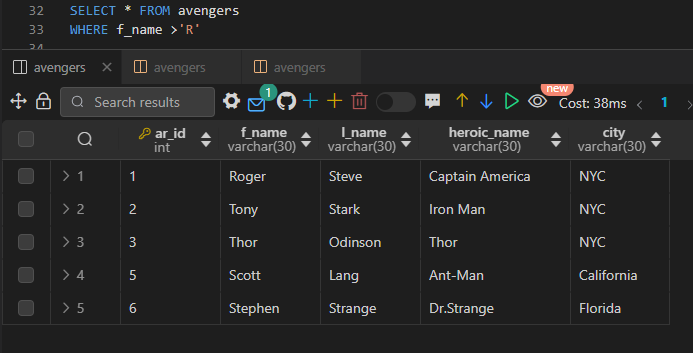 32 SELECT * FROM avengers
33 WHERE f_name >'R'
34
avengers × avengers avengers
Search results 1 new Cost: 38ms < 1 >
ar_id f_name l_name heroic_name city
int varchar(30) varchar(30) varchar(30) varchar(30)
> 1 1 Roger Steve Captain America NYC
> 2 2 Tony Stark Iron Man NYC
> 3 3 Thor Odinson Thor NYC
> 4 5 Scott Lang Ant-Man California
> 5 6 Stephen Strange Dr.Strange Florida